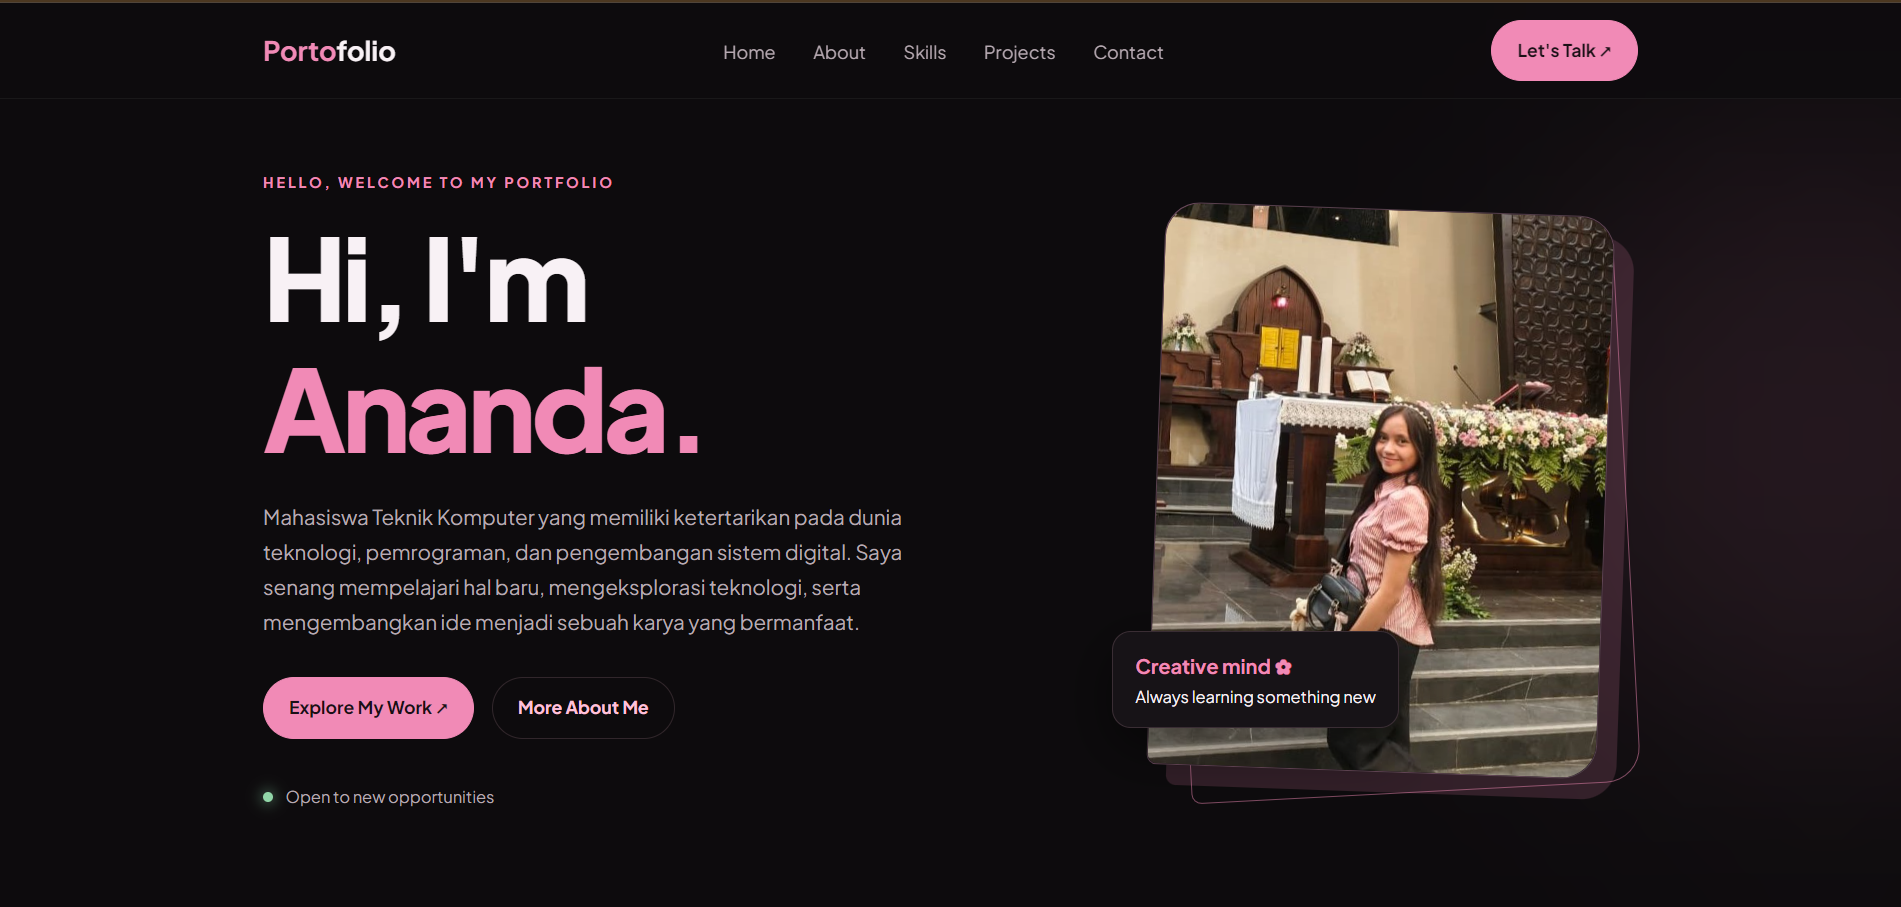 Portofolio
Home About Skills Projects Contact
Let's Talk ↗
HELLO, WELCOME TO MY PORTFOLIO
Hi, I'm
Ananda.
Mahasiswa Teknik Komputer yang memiliki ketertarikan pada dunia
teknologi, pemrograman, dan pengembangan sistem digital. Saya
senang mempelajari hal baru, mengeksplorasi teknologi, serta
mengembangkan ide menjadi sebuah karya yang bermanfaat.
Explore My Work ↗
More About Me
Open to new opportunities
Creative mind ✿
Always learning something new